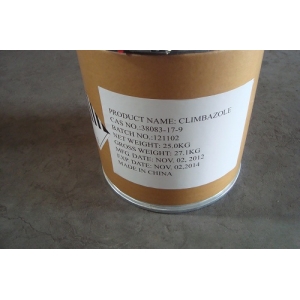 PRODUCT NAME: CLIMBAZOLE
CAS NO :38083-17-9
BATCH NO.:121102
NET WEIGHT: 25.0KG
GROSS WEIGHT: 27.1KG
MFG. DATE: NOV. 02, 2012
EXP. DATE: NOV. 02,2014
MADE IN CHINA